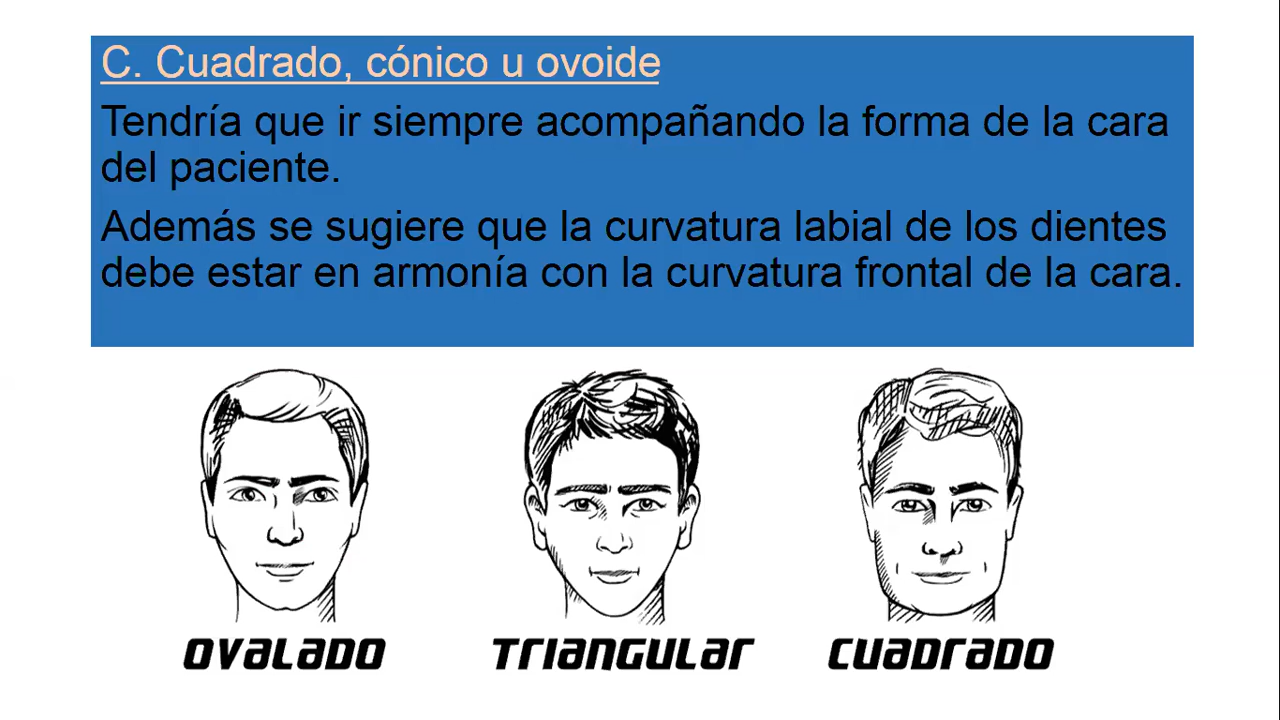 C. Cuadrado, cónico u ovoide
Tendría que ir siempre acompañando la forma de la cara
del paciente.
Además se sugiere que la curvatura labial de los dientes
debe estar en armonía con la curvatura frontal de la cara.
OVALADO TRIANGULAR CUADRADO